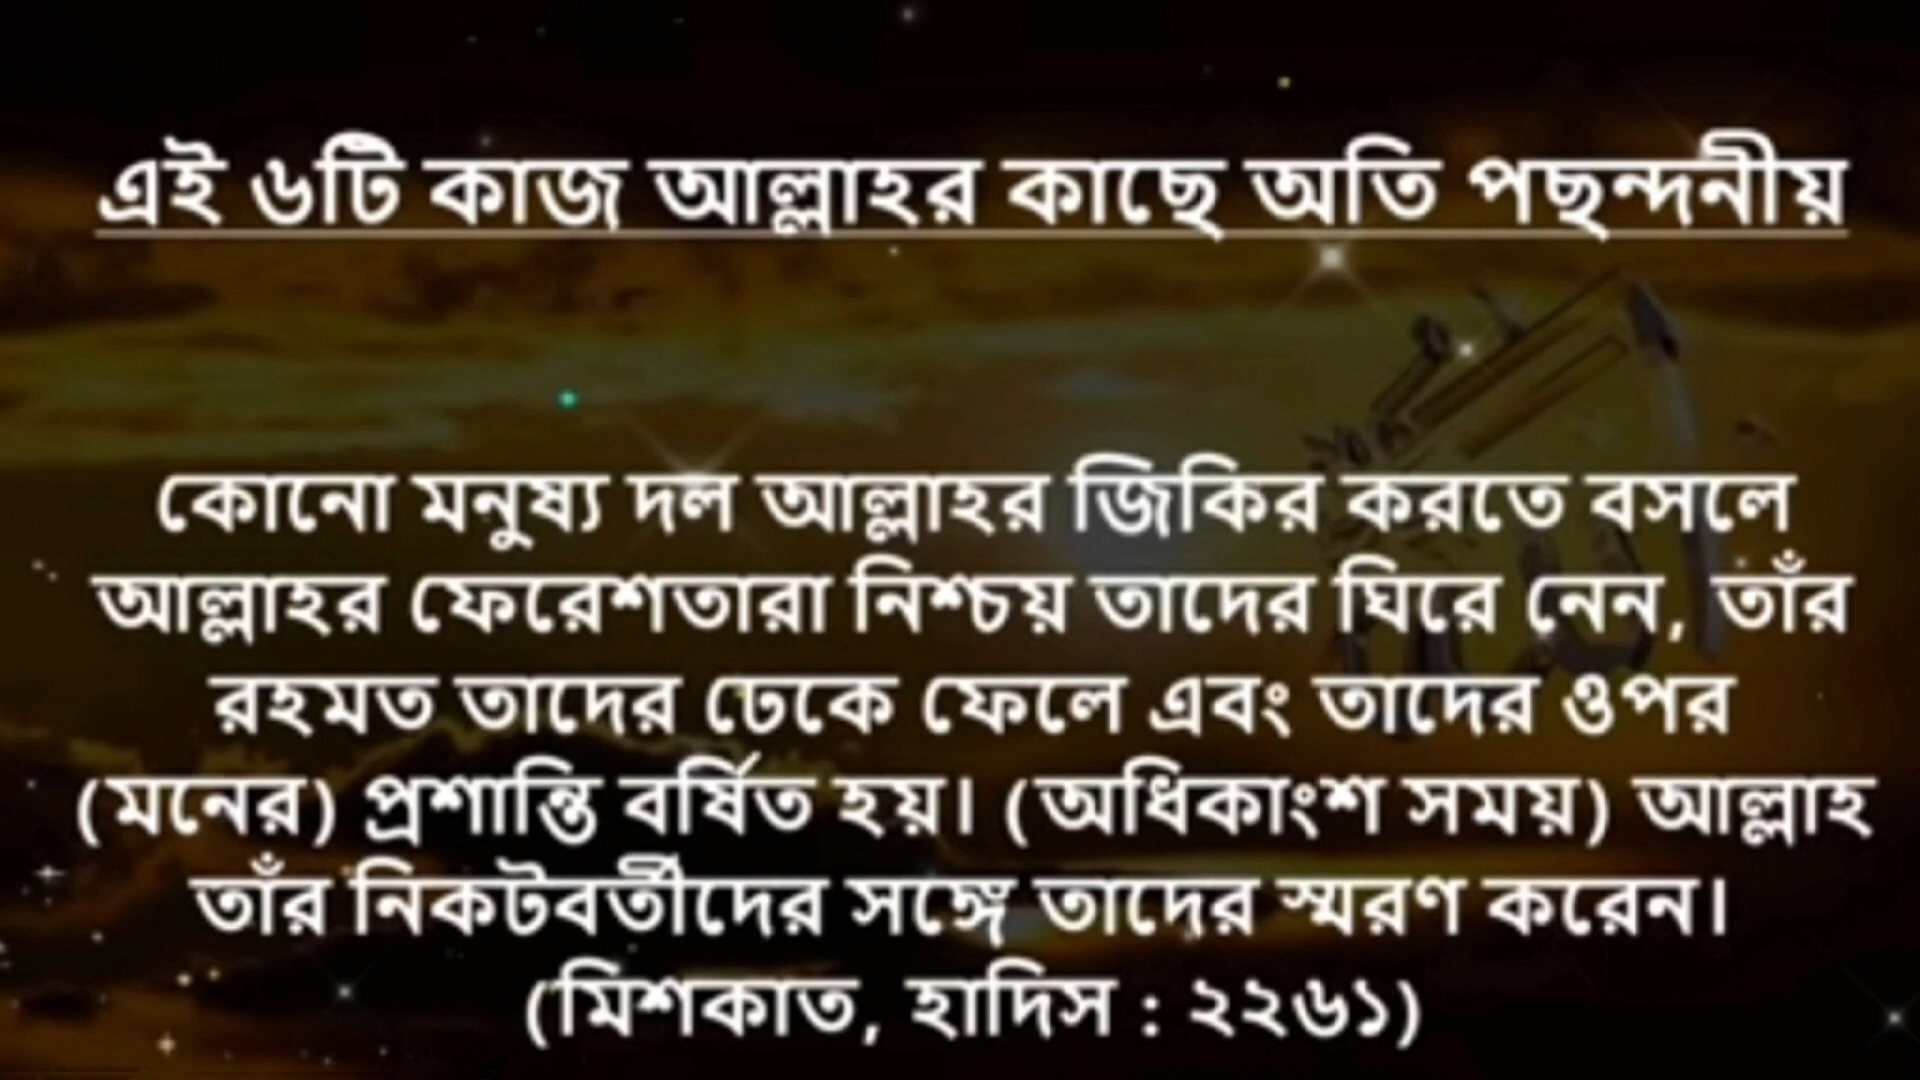 এই ৬টি কাজ আল্লাহর কাছে অতি পছন্দনীয়
কোনো মনুষ্য দল আল্লাহর জিকির করতে বসলে
আল্লাহর ফেরেশতারা নিশ্চয় তাদের ঘিরে নেন, তাঁর
রহমত তাদের ঢেকে ফেলে এবং তাদের ওপর
(মনের) প্রশান্তি বর্ষিত হয়। (অধিকাংশ সময়) আল্লাহ
তাঁর নিকটবর্তীদের সঙ্গে তাদের স্মরণ করেন।
(মিশকাত, হাদিস : ২২৬১)